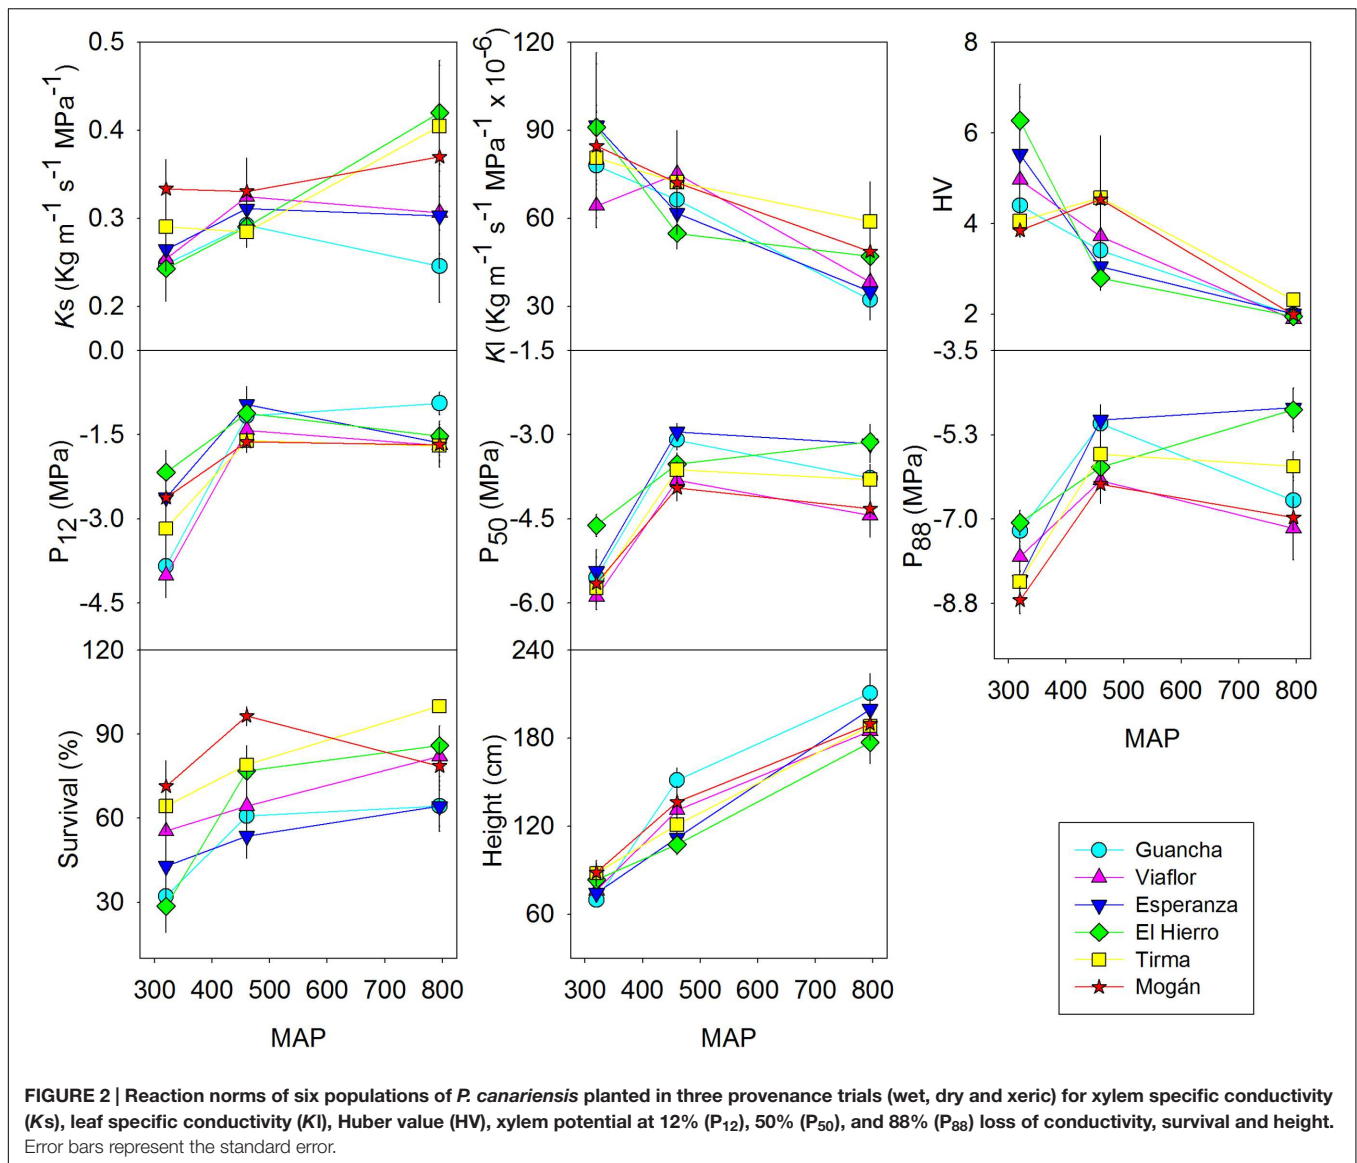 0.5
0.4
0.3
0.2
0.0
Ks (Kg m⁻¹ s⁻¹ MPa⁻¹)
120
90
60
30
-1.5
Kl (Kg m⁻¹ s⁻¹ MPa⁻¹ x 10⁻⁶)
8
6
4
2
-3.5
HV
-1.5
-3.0
-4.5
120
P₁₂ (MPa)
-3.0
-4.5
-6.0
240
P₅₀ (MPa)
-5.3
-7.0
-8.8
P₈₈ (MPa)
300 400 500 600 700 800
MAP
90
60
30
Survival (%)
300 400 500 600 700 800
MAP
180
120
60
Height (cm)
300 400 500 600 700 800
MAP
Guancha
Viaflor
Esperanza
El Hierro
Tirma
Mogán
FIGURE 2 | Reaction norms of six populations of P. canariensis planted in three provenance trials (wet, dry and xeric) for xylem specific conductivity
(Ks), leaf specific conductivity (Kl), Huber value (HV), xylem potential at 12% (P₁₂), 50% (P₅₀), and 88% (P₈₈) loss of conductivity, survival and height.
Error bars represent the standard error.